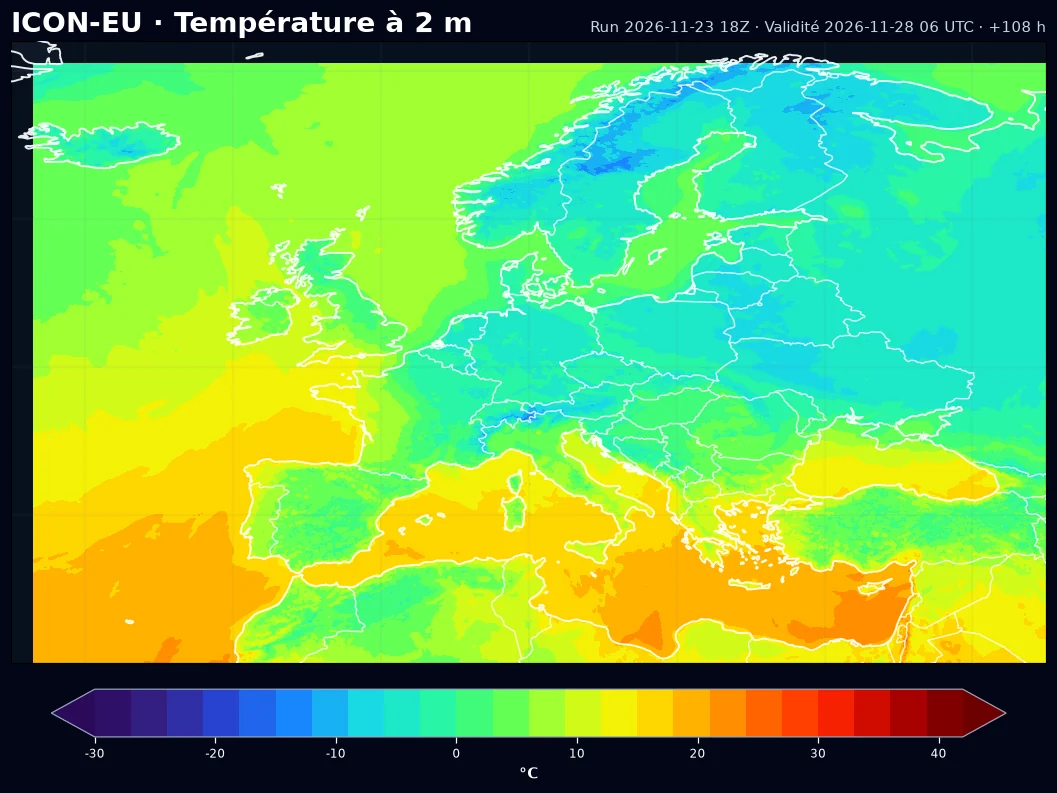 ICON-EU · Température à 2 m
Run 2026-11-23 18Z · Validité 2026-11-28 06 UTC · +108 h
-30 -20 -10 0 10 20 30 40
°C